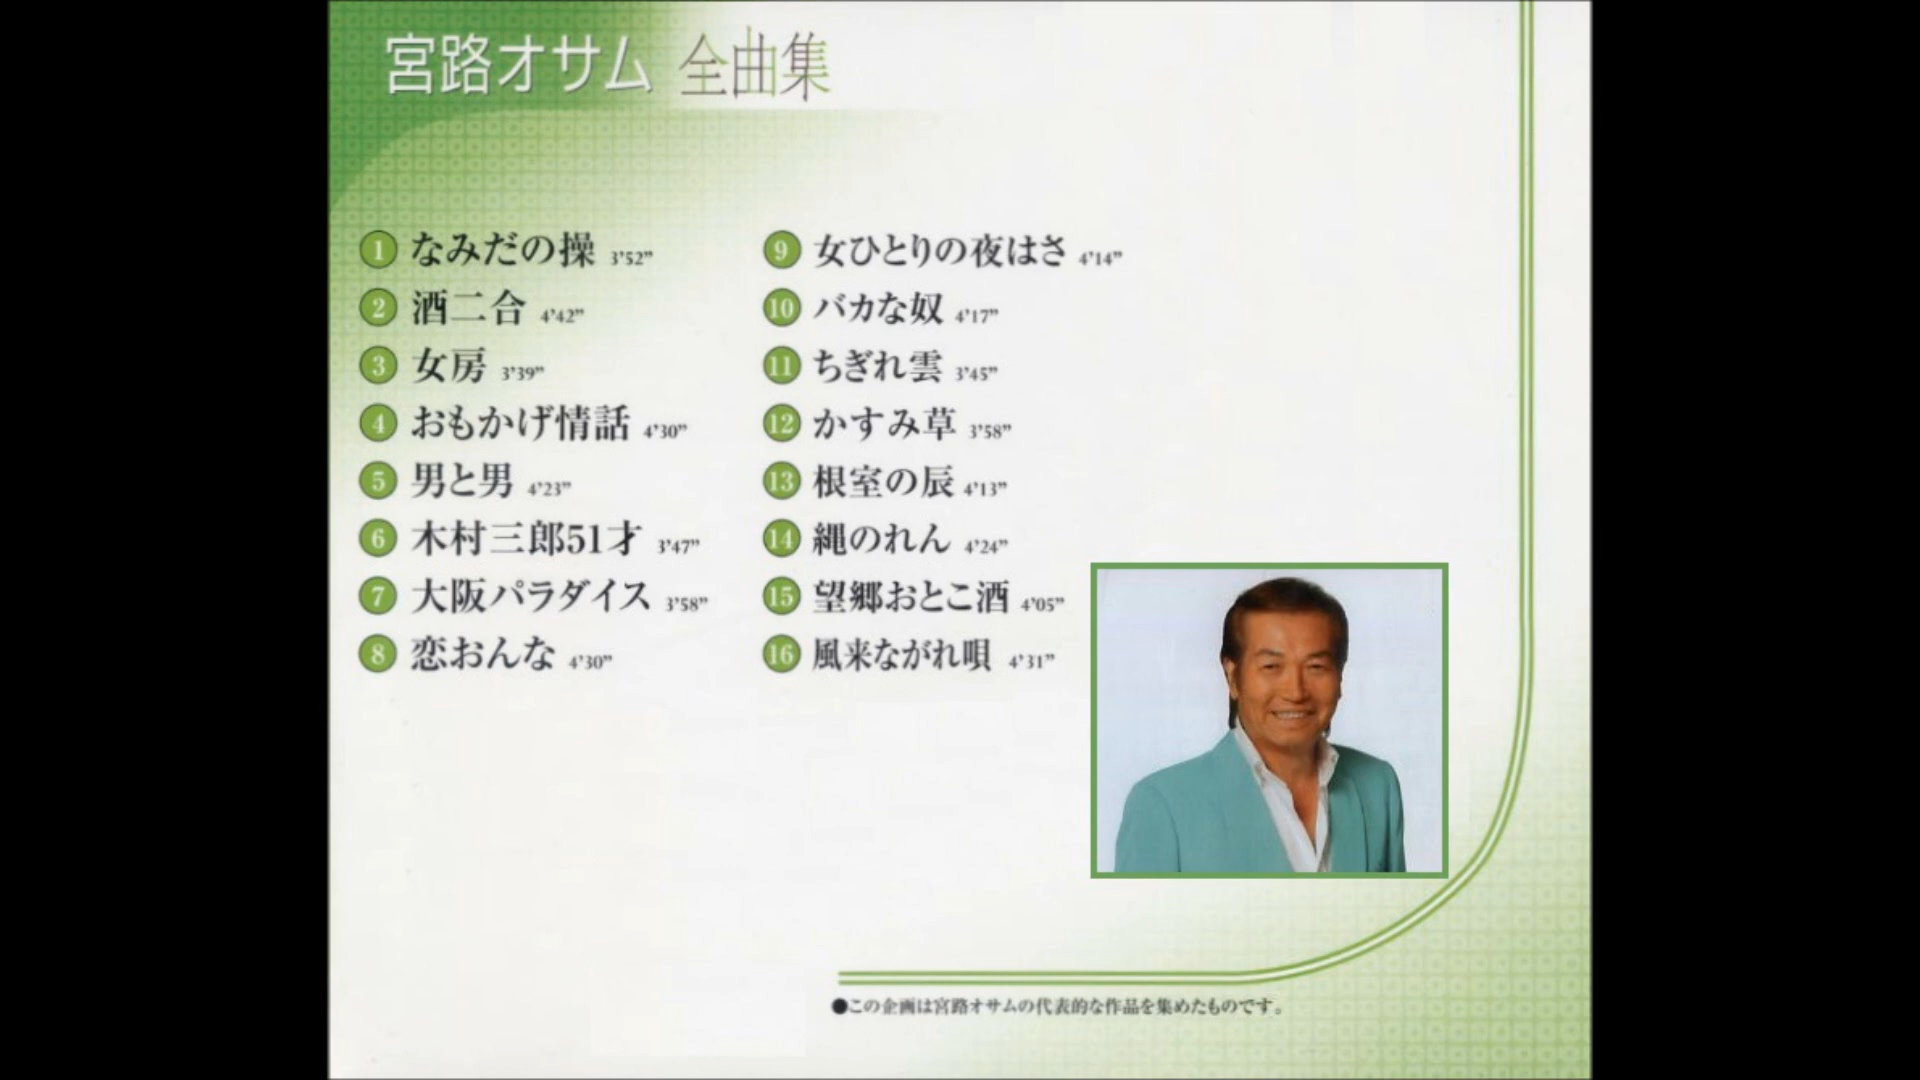 宮路オサム 全曲集
1 なみだの操 3'52”
2 酒二合 4'42”
3 女房 3'39”
4 おもかげ情話 4'30”
5 男と男 4'23”
6 木村三郎51才 3'47”
7 大阪パラダイス 3'58”
8 恋おんな 4'30”
9 女ひとりの夜はさ 4'14”
10 バカな奴 4'17”
11 ちぎれ雲 3'45”
12 かすみ草 3'58”
13 根室の辰 4'13”
14 縄のれん 4'24”
15 望郷おとこ酒 4'05”
16 風来ながれ唄 4'31”
●この企画は宮路オサムの代表的な作品を集めたものです。